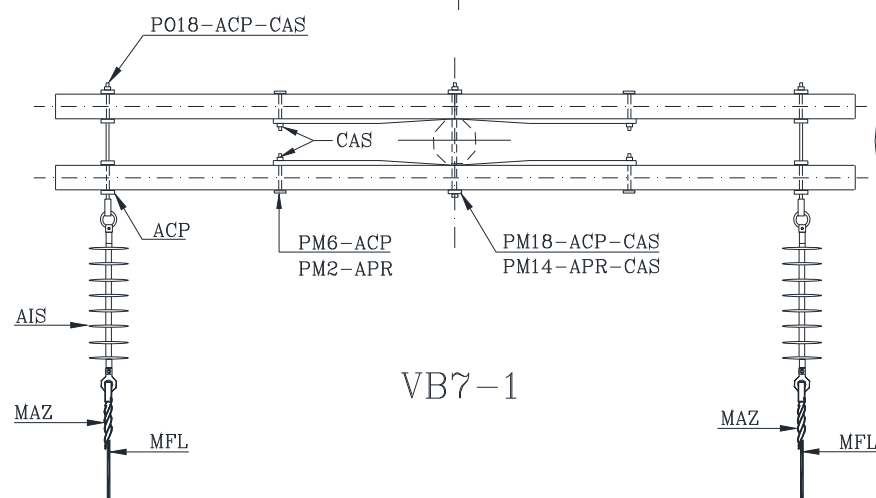 PO18-ACP-CAS
CAS
ACP
PM6-ACP
PM2-APR
PM18-ACP-CAS
PM14-APR-CAS
AIS
VB7-1
MAZ
MFL
MAZ
MFL